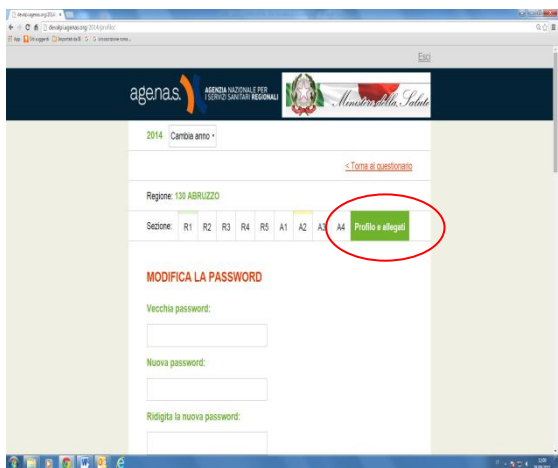 Esci
agenas.
AGENZIA NAZIONALE PER
I SERVIZI SANITARI REGIONALI
Ministero della Salute
2014 Cambia anno
< Torna al questionario
Regione: 130 ABRUZZO
Sezione: R1 R2 R3 R4 R5 A1 A2 A3 A4 Profilo e allegati
MODIFICA LA PASSWORD
Vecchia password:
Nuova password:
Ridigita la nuova password: